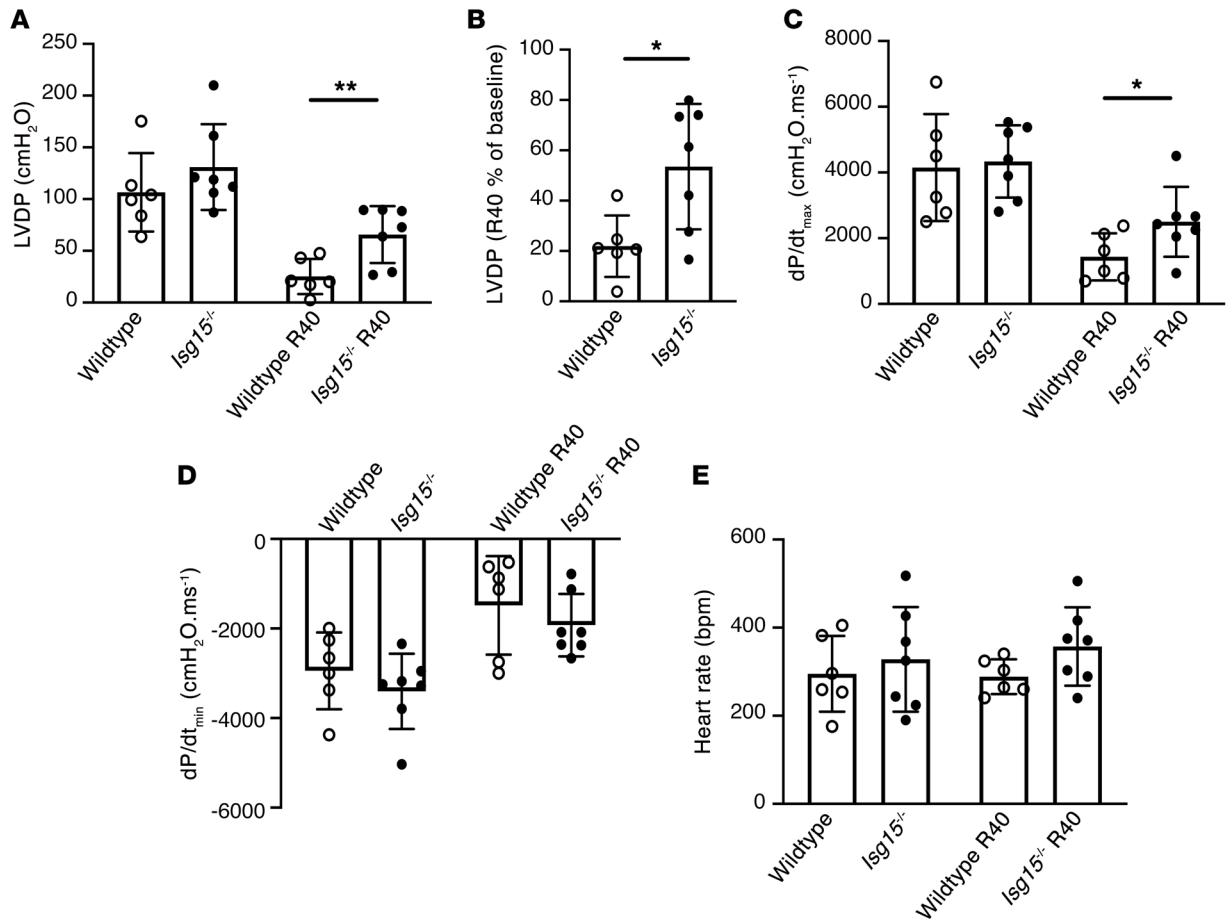 A
LVDP (cmH2O)
250
200
150
100
50
0
**
Wildtype
Isg15-/-
Wildtype R40
Isg15-/- R40
B
LVDP (R40 % of baseline)
100
80
60
40
20
0
*
Wildtype
Isg15-/-
C
dP/dtmax (cmH2O.ms-1)
8000
6000
4000
2000
0
*
Wildtype
Isg15-/-
Wildtype R40
Isg15-/- R40
D
dP/dtmin (cmH2O.ms-1)
Wildtype
Isg15-/-
Wildtype R40
Isg15-/- R40
0
-2000
-4000
-6000
E
Heart rate (bpm)
600
400
200
0
Wildtype
Isg15-/-
Wildtype R40
Isg15-/- R40